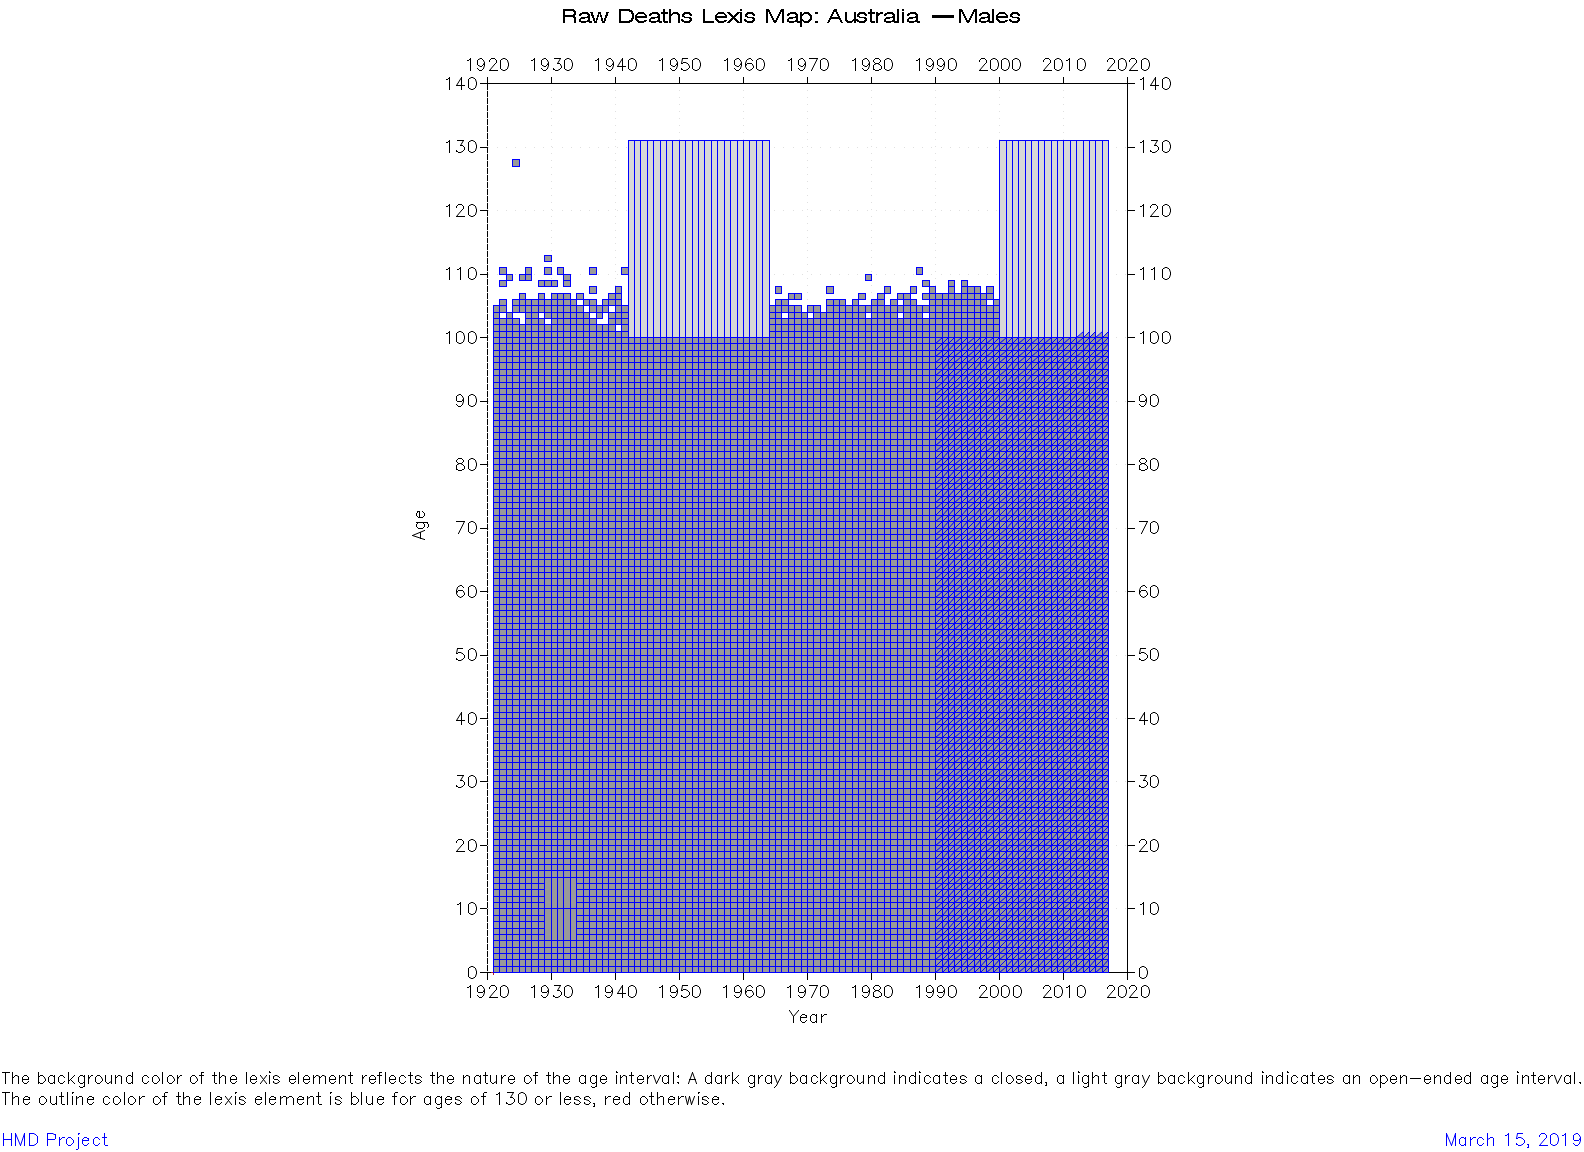 Raw Deaths Lexis Map: Australia — Males
1920 1930 1940 1950 1960 1970 1980 1990 2000 2010 2020
140 140
130 130
120 120
110 110
100 100
90 90
80 80
70 70
60 60
50 50
40 40
30 30
20 20
10 10
0 0
Age
1920 1930 1940 1950 1960 1970 1980 1990 2000 2010 2020
Year
The background color of the lexis element reflects the nature of the age interval: A dark gray background indicates a closed, a light gray background indicates an open–ended age interval.
The outline color of the lexis element is blue for ages of 130 or less, red otherwise.
HMD Project March 15, 2019